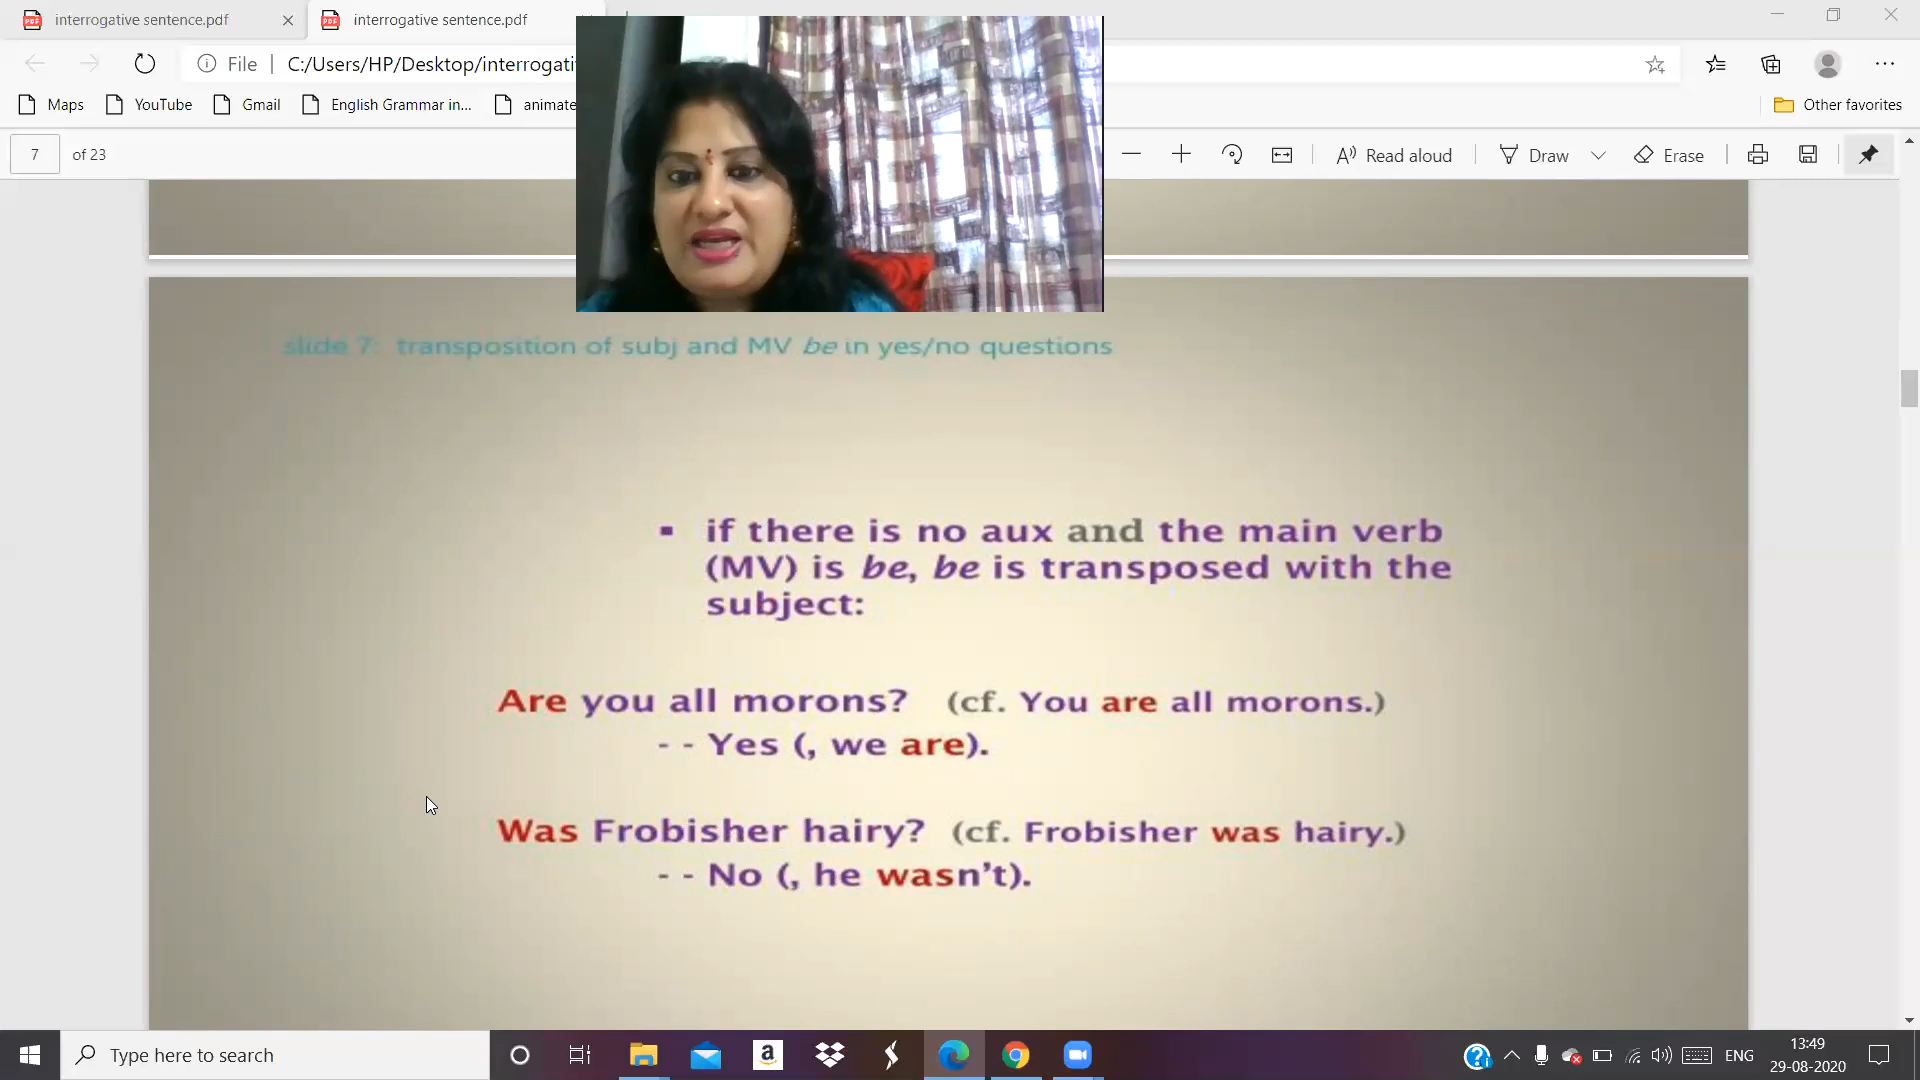 interrogative sentence.pdf
interrogative sentence.pdf
File
C:/Users/HP/Desktop/interrogati
Maps
YouTube
Gmail
English Grammar in...
animate
Other favorites
7 of 23
Read aloud
Draw
Erase
slide 7: transposition of subj and MV be in yes/no questions
▪ if there is no aux and the main verb
(MV) is be, be is transposed with the
subject:
Are you all morons? (cf. You are all morons.)
- - Yes (, we are).
Was Frobisher hairy? (cf. Frobisher was hairy.)
- - No (, he wasn't).
Type here to search
ENG
13:49
29-08-2020